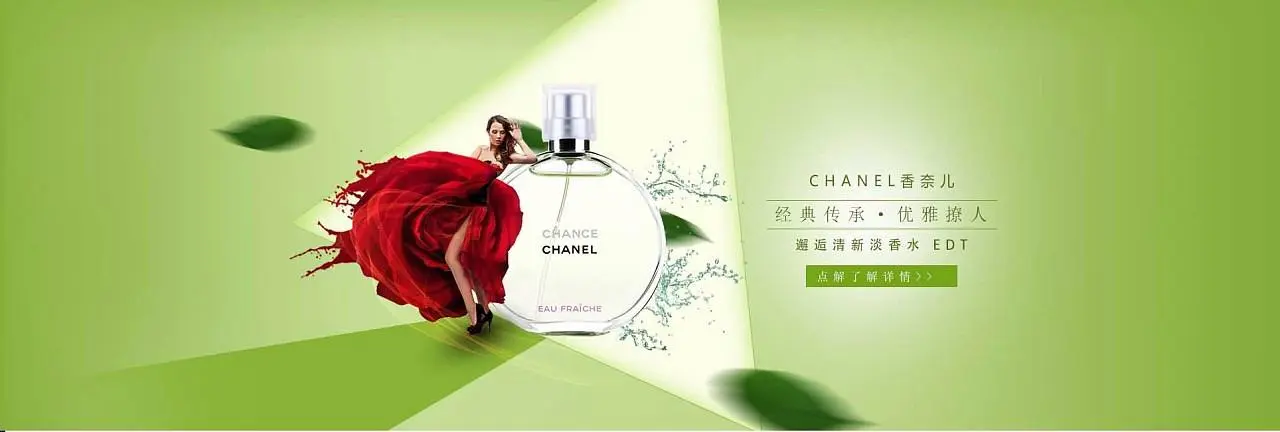 CHANCE
CHANEL
EAU FRAÎCHE
CHANEL香奈儿
经典传承·优雅撩人
邂逅清新淡香水 EDT
点解了解详情>>